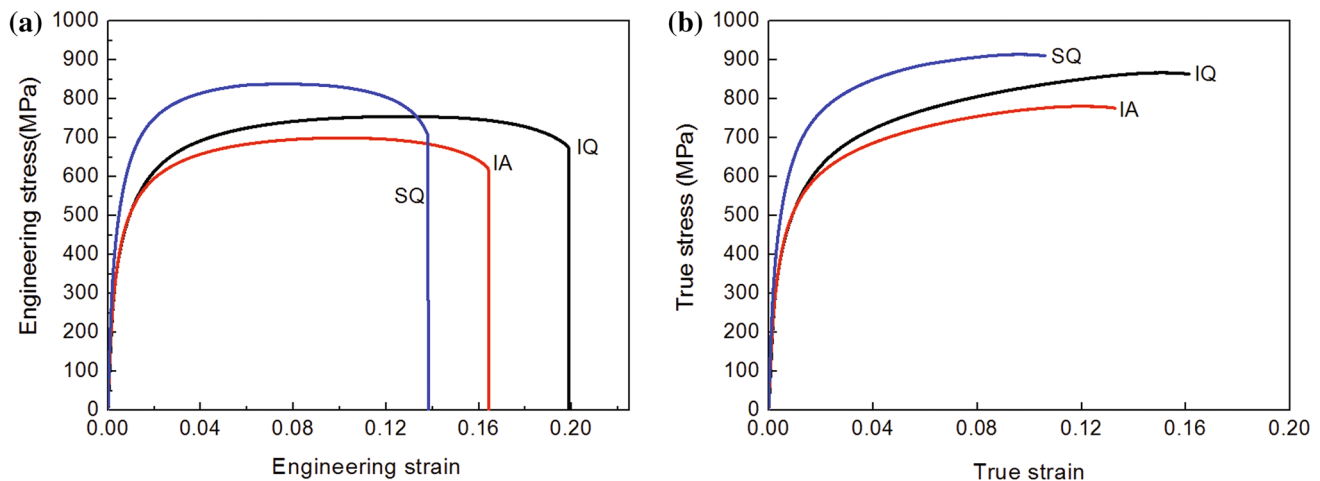 (a)
Engineering stress(MPa)
1000
900
800
700
600
500
400
300
200
100
0
0.00
0.04
0.08
0.12
0.16
0.20
Engineering strain
SQ
IA
IQ
(b)
True stress (MPa)
1000
900
800
700
600
500
400
300
200
100
0
0.00
0.04
0.08
0.12
0.16
0.20
True strain
SQ
IQ
IA